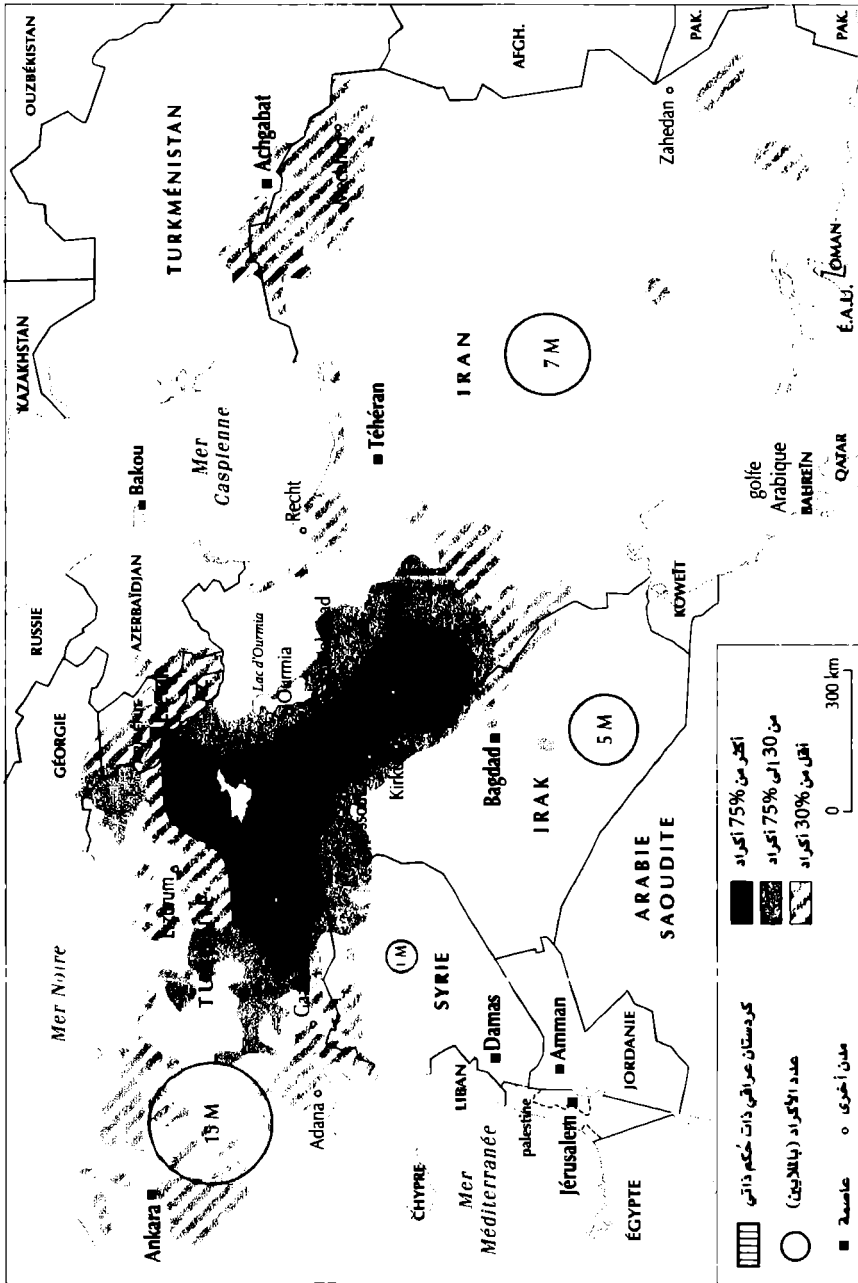 OUZBÉKISTAN
KAZAKHSTAN
RUSSIE
GÉORGIE
Mer Noire
TURKMÉNISTAN
Achgabat
AFGH.
PAK.
PAK.
Bakou
Mer
Caspienne
AZERBAÏDJAN
Recht
Téhéran
IRAN
7 M
Zahedan
Lac d'Ourmia
Ourmia
Ankara
13 M
Adana
CHYPRE
Mer
Méditerranée
LIBAN
SYRIE
1 M
Damas
Bagdad
IRAK
5 M
palestine
Jérusalem
Amman
JORDANIE
ÉGYPTE
ARABIE
SAOUDITE
KOWEÏT
golfe
Arabique
BAHREÏN
QATAR
É.A.U.
OMAN
كردستان عراقي ذات حُكم ذاتي
عدد الأكراد (بالملايين)
عاصمة
مدن أخرى
أكثر من 75% أكراد
من 30 إلى 75% أكراد
أقل من 30% أكراد
0
300 km